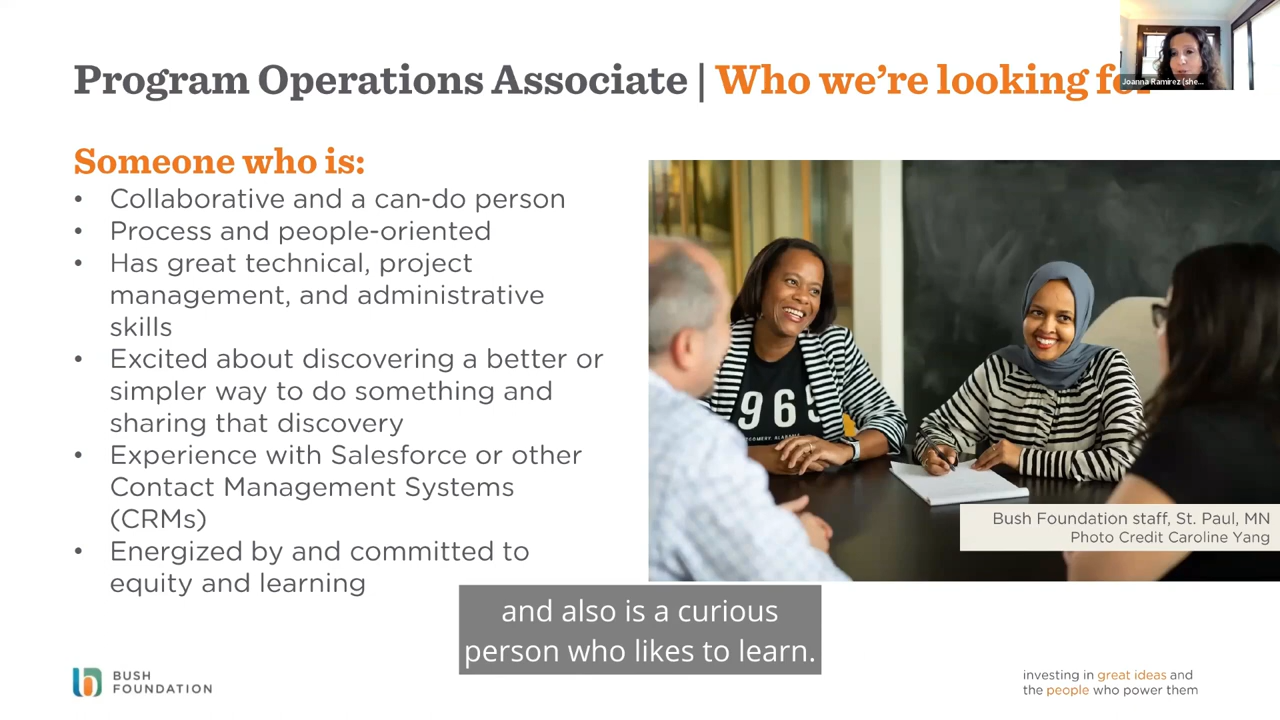 Program Operations Associate | Who we're looking for
Joanna Ramirez (she...
Someone who is:
• Collaborative and a can-do person
• Process and people-oriented
• Has great technical, project
management, and administrative
skills
• Excited about discovering a better or
simpler way to do something and
sharing that discovery
• Experience with Salesforce or other
Contact Management Systems
(CRMs)
• Energized by and committed to
equity and learning
965
Bush Foundation staff, St. Paul, MN
Photo Credit Caroline Yang
and also is a curious
person who likes to learn.
BUSH
FOUNDATION
investing in great ideas and
the people who power them